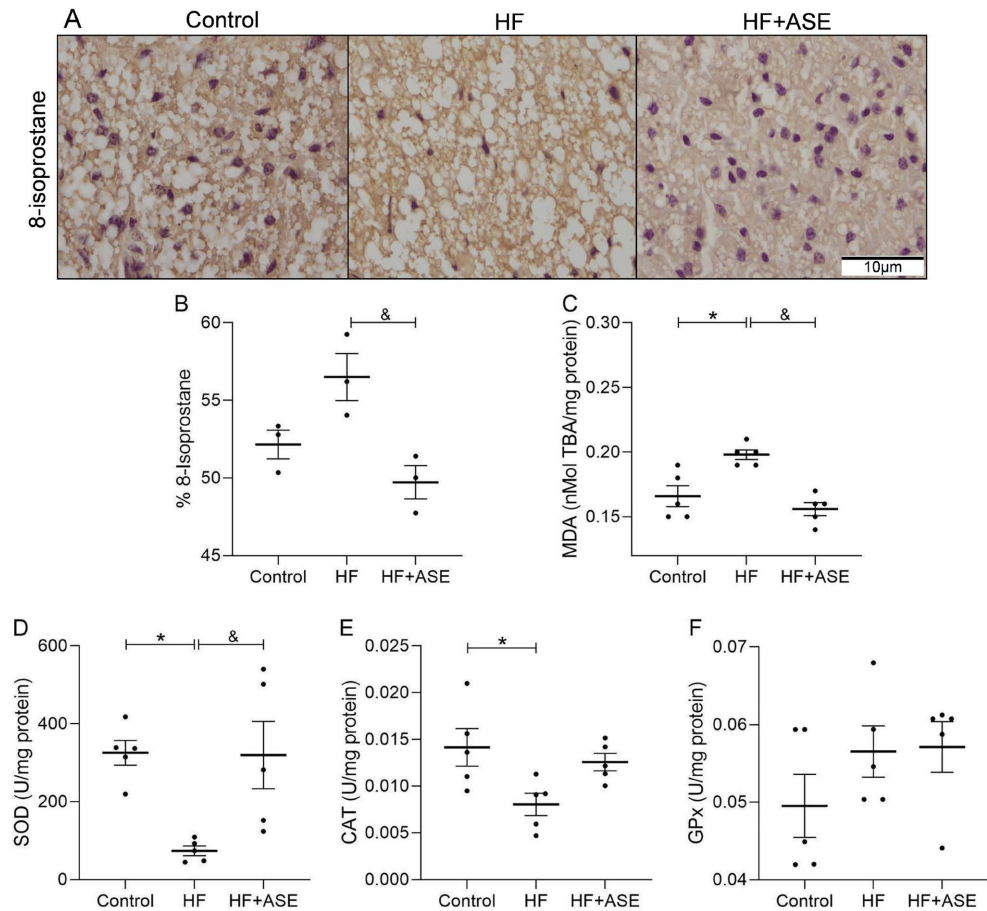 A
Control
HF
HF+ASE
8-isoprostane
10µm
B
&
60
55
50
45
% 8-Isoprostane
Control
HF
HF+ASE
C
*
&
0.30
0.25
0.20
0.15
MDA (nMol TBA/mg protein)
Control
HF
HF+ASE
D
*
&
600
400
200
0
SOD (U/mg protein)
Control
HF
HF+ASE
E
*
0.025
0.020
0.015
0.010
0.005
0.000
CAT (U/mg protein)
Control
HF
HF+ASE
F
0.07
0.06
0.05
0.04
GPx (U/mg protein)
Control
HF
HF+ASE